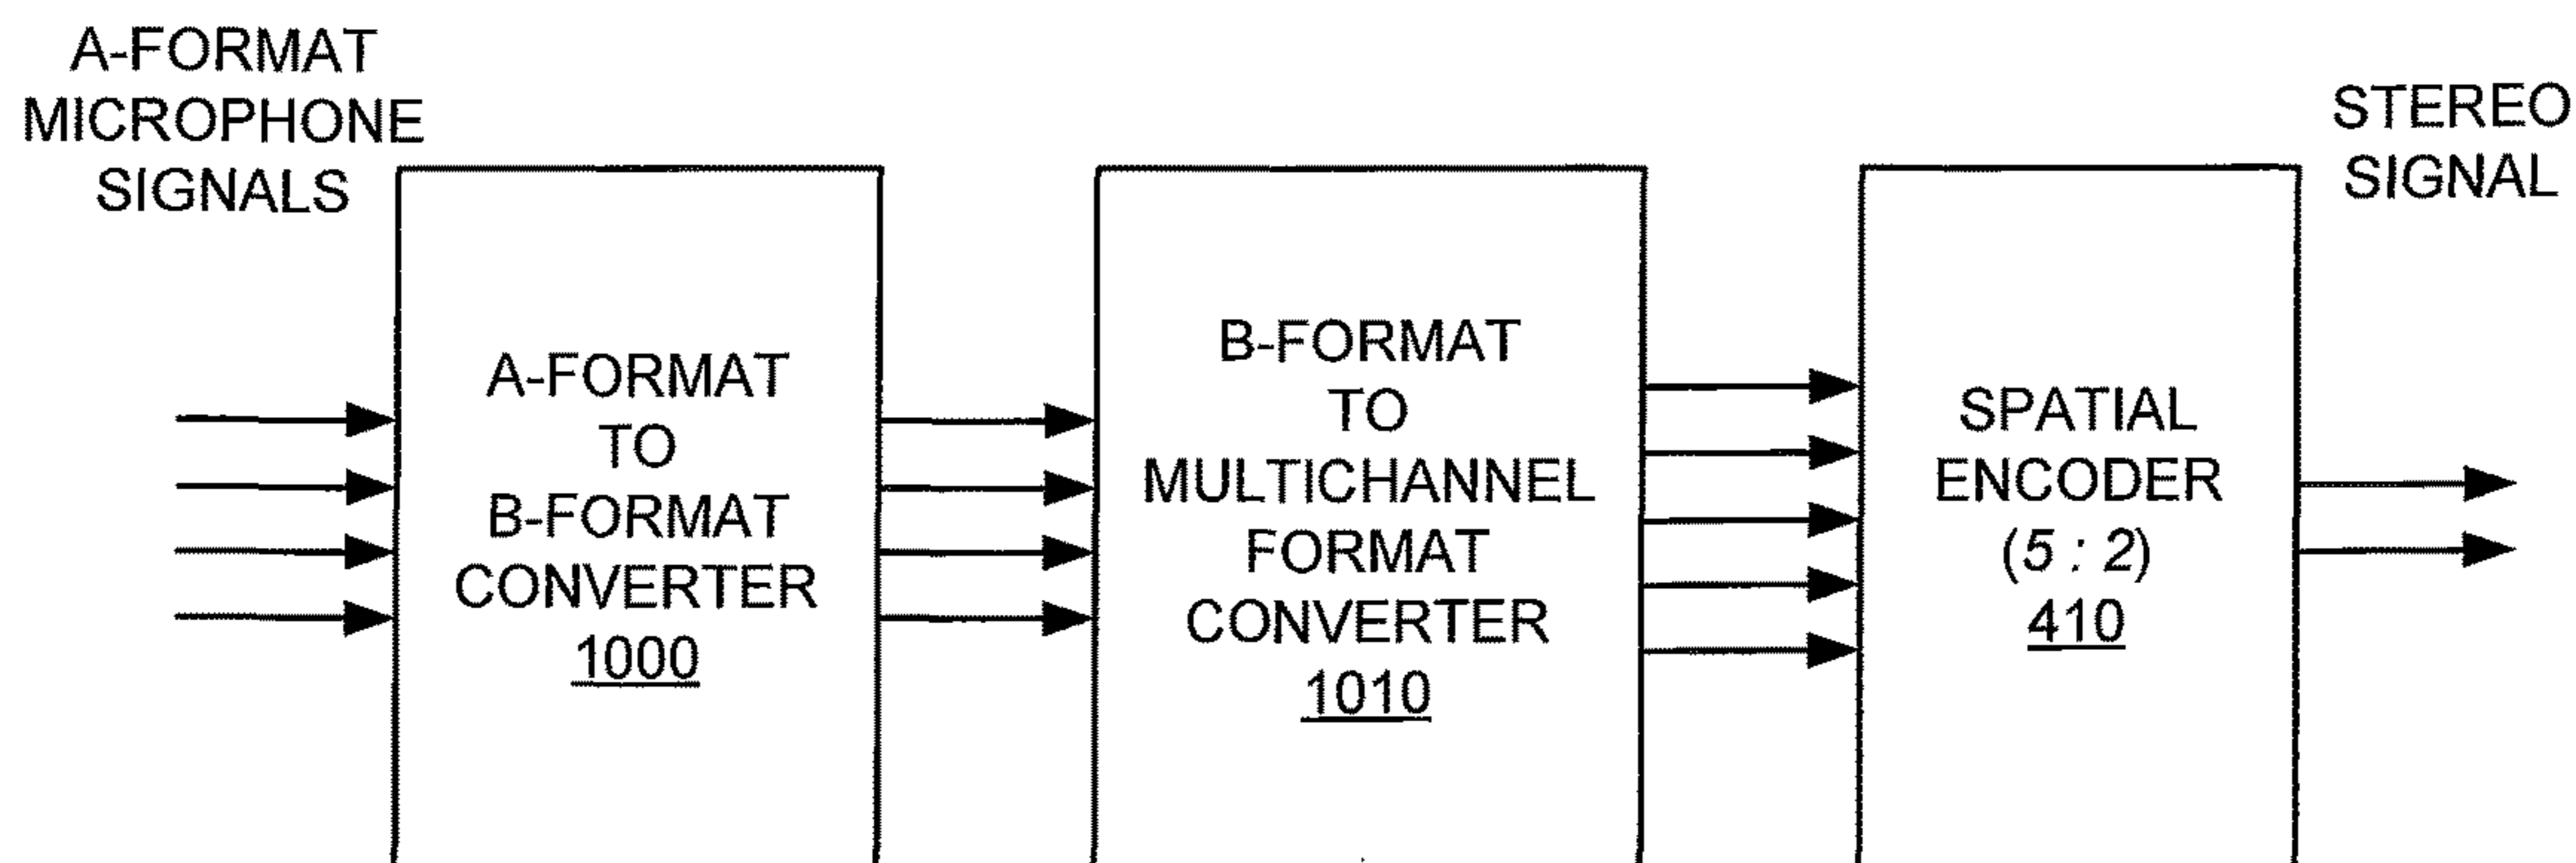 A-FORMAT
MICROPHONE
SIGNALS
A-FORMAT
TO
B-FORMAT
CONVERTER
1000
B-FORMAT
TO
MULTICHANNEL
FORMAT
CONVERTER
1010
SPATIAL
ENCODER
(5 : 2)
410
STEREO
SIGNAL